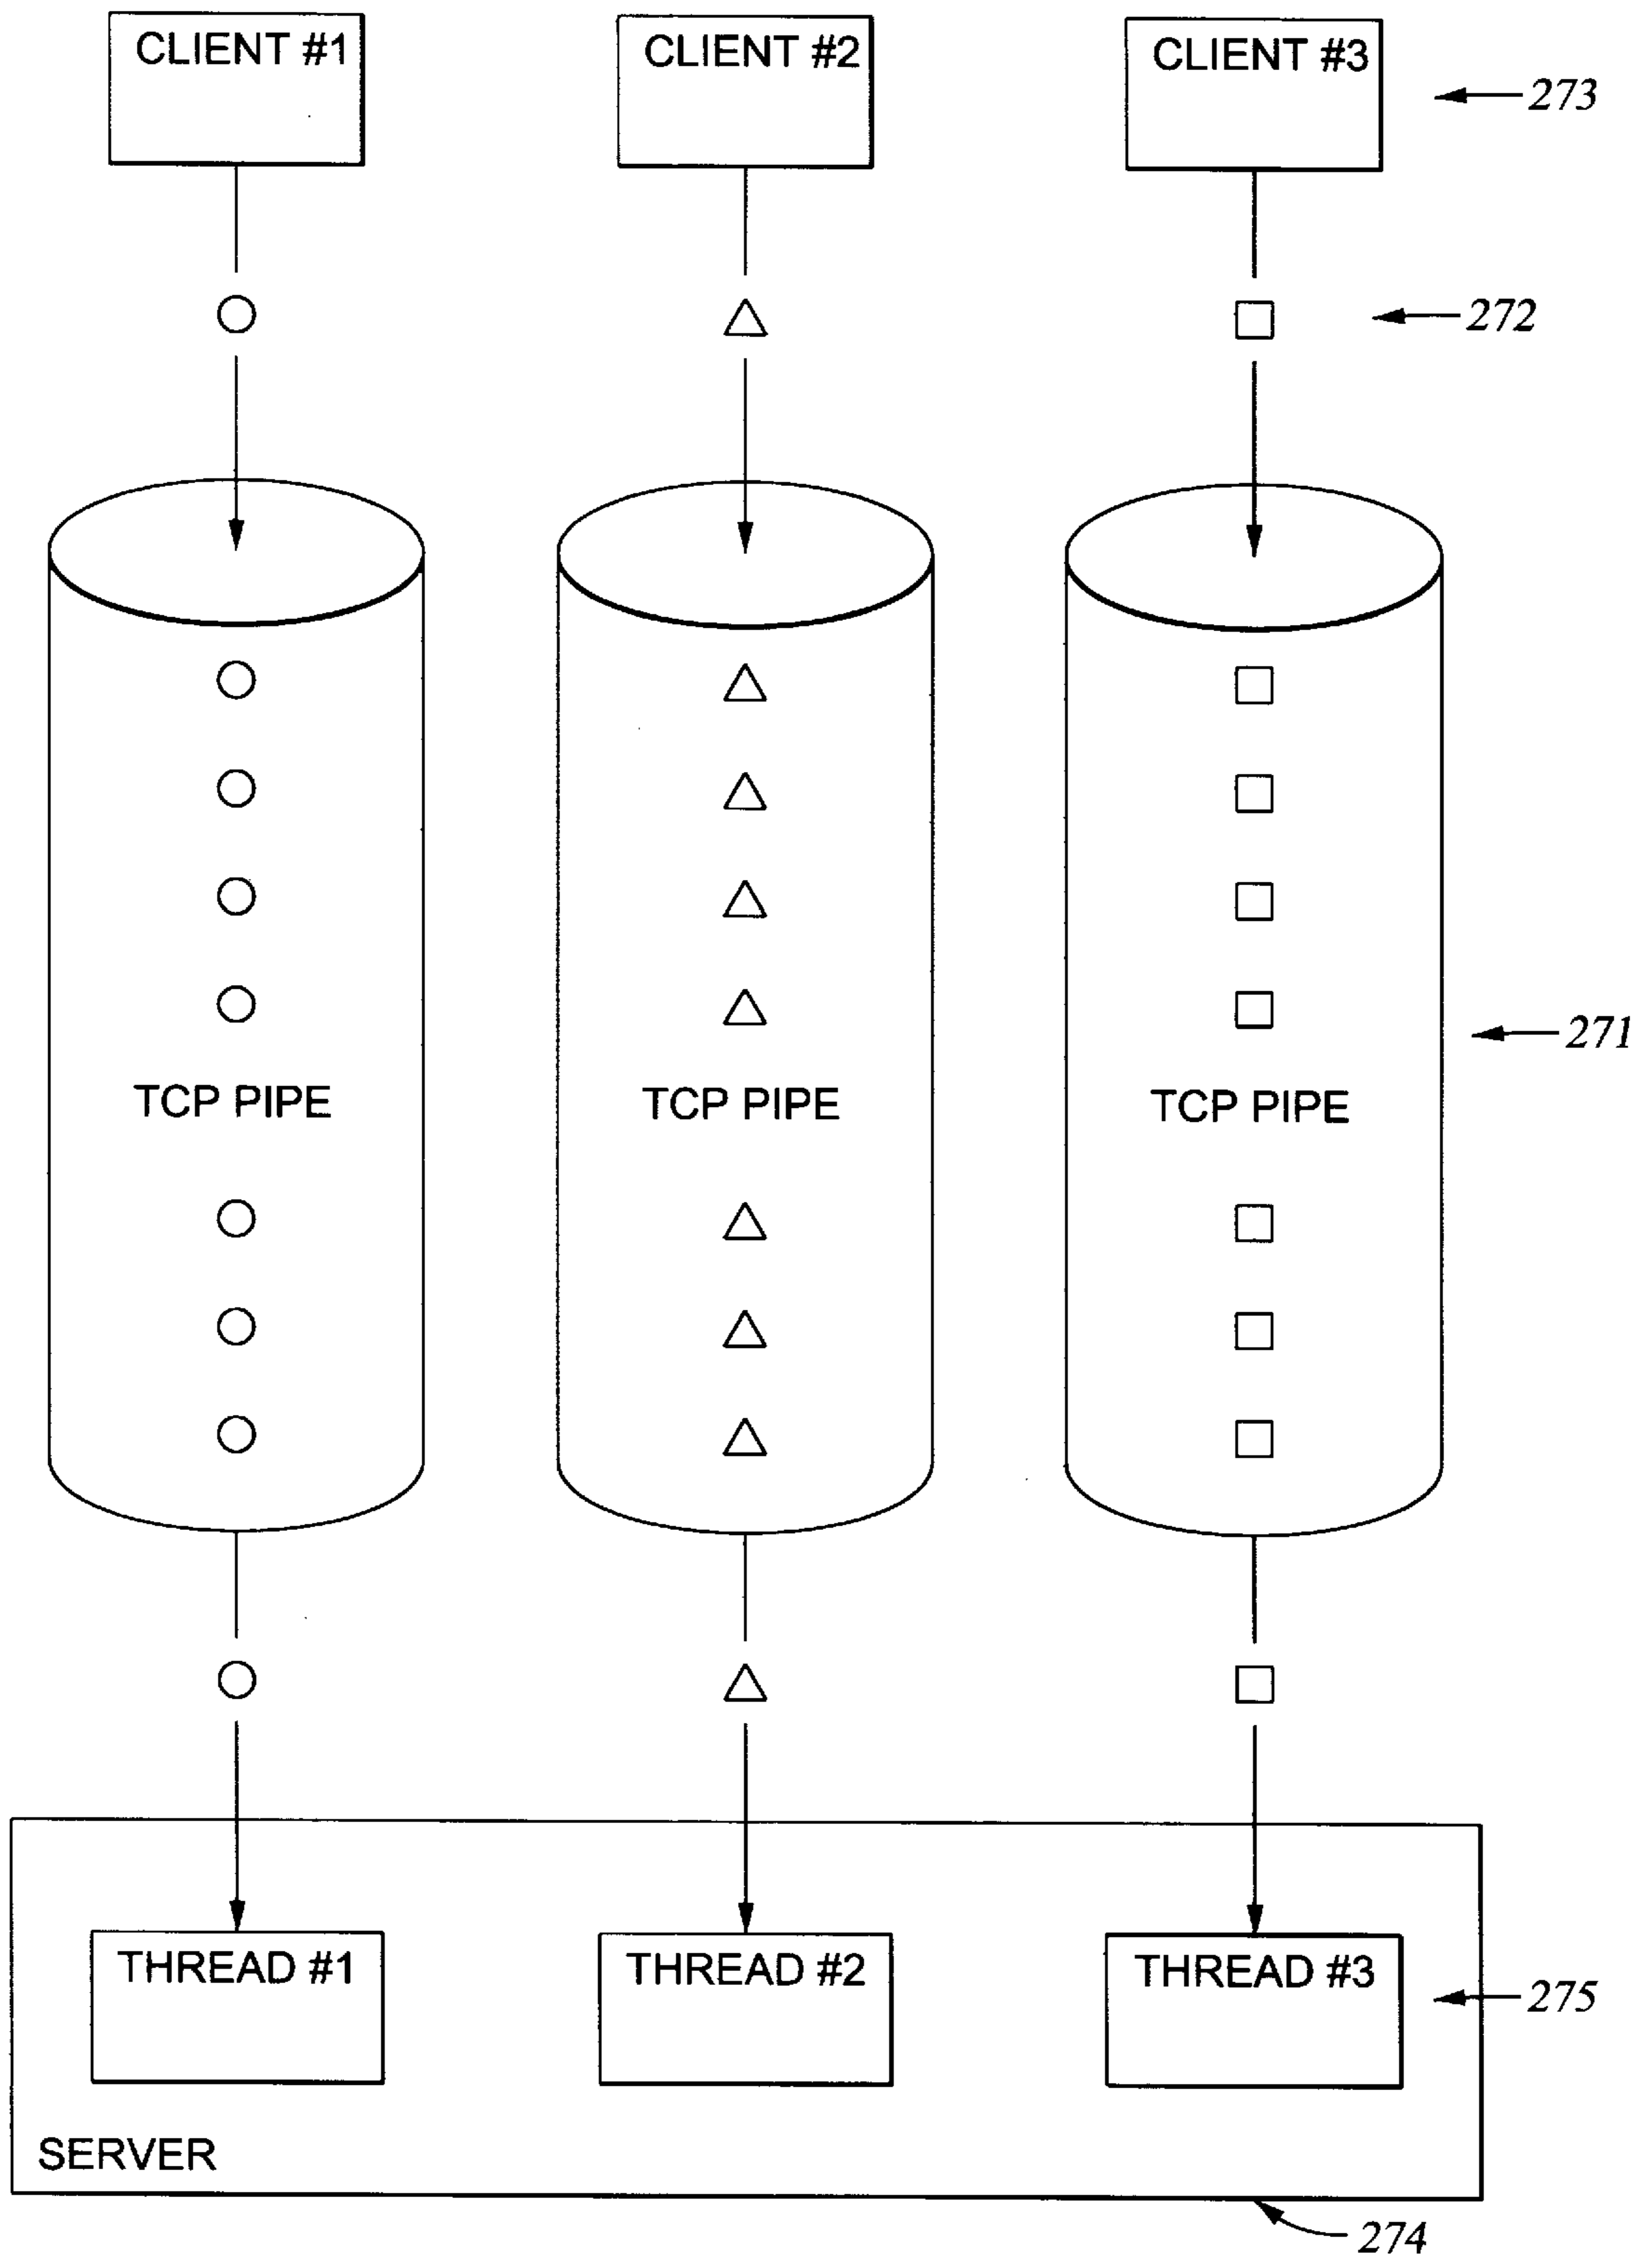 CLIENT #1
CLIENT #2
CLIENT #3
273
272
271
TCP PIPE
TCP PIPE
TCP PIPE
THREAD #1
THREAD #2
THREAD #3
275
SERVER
274